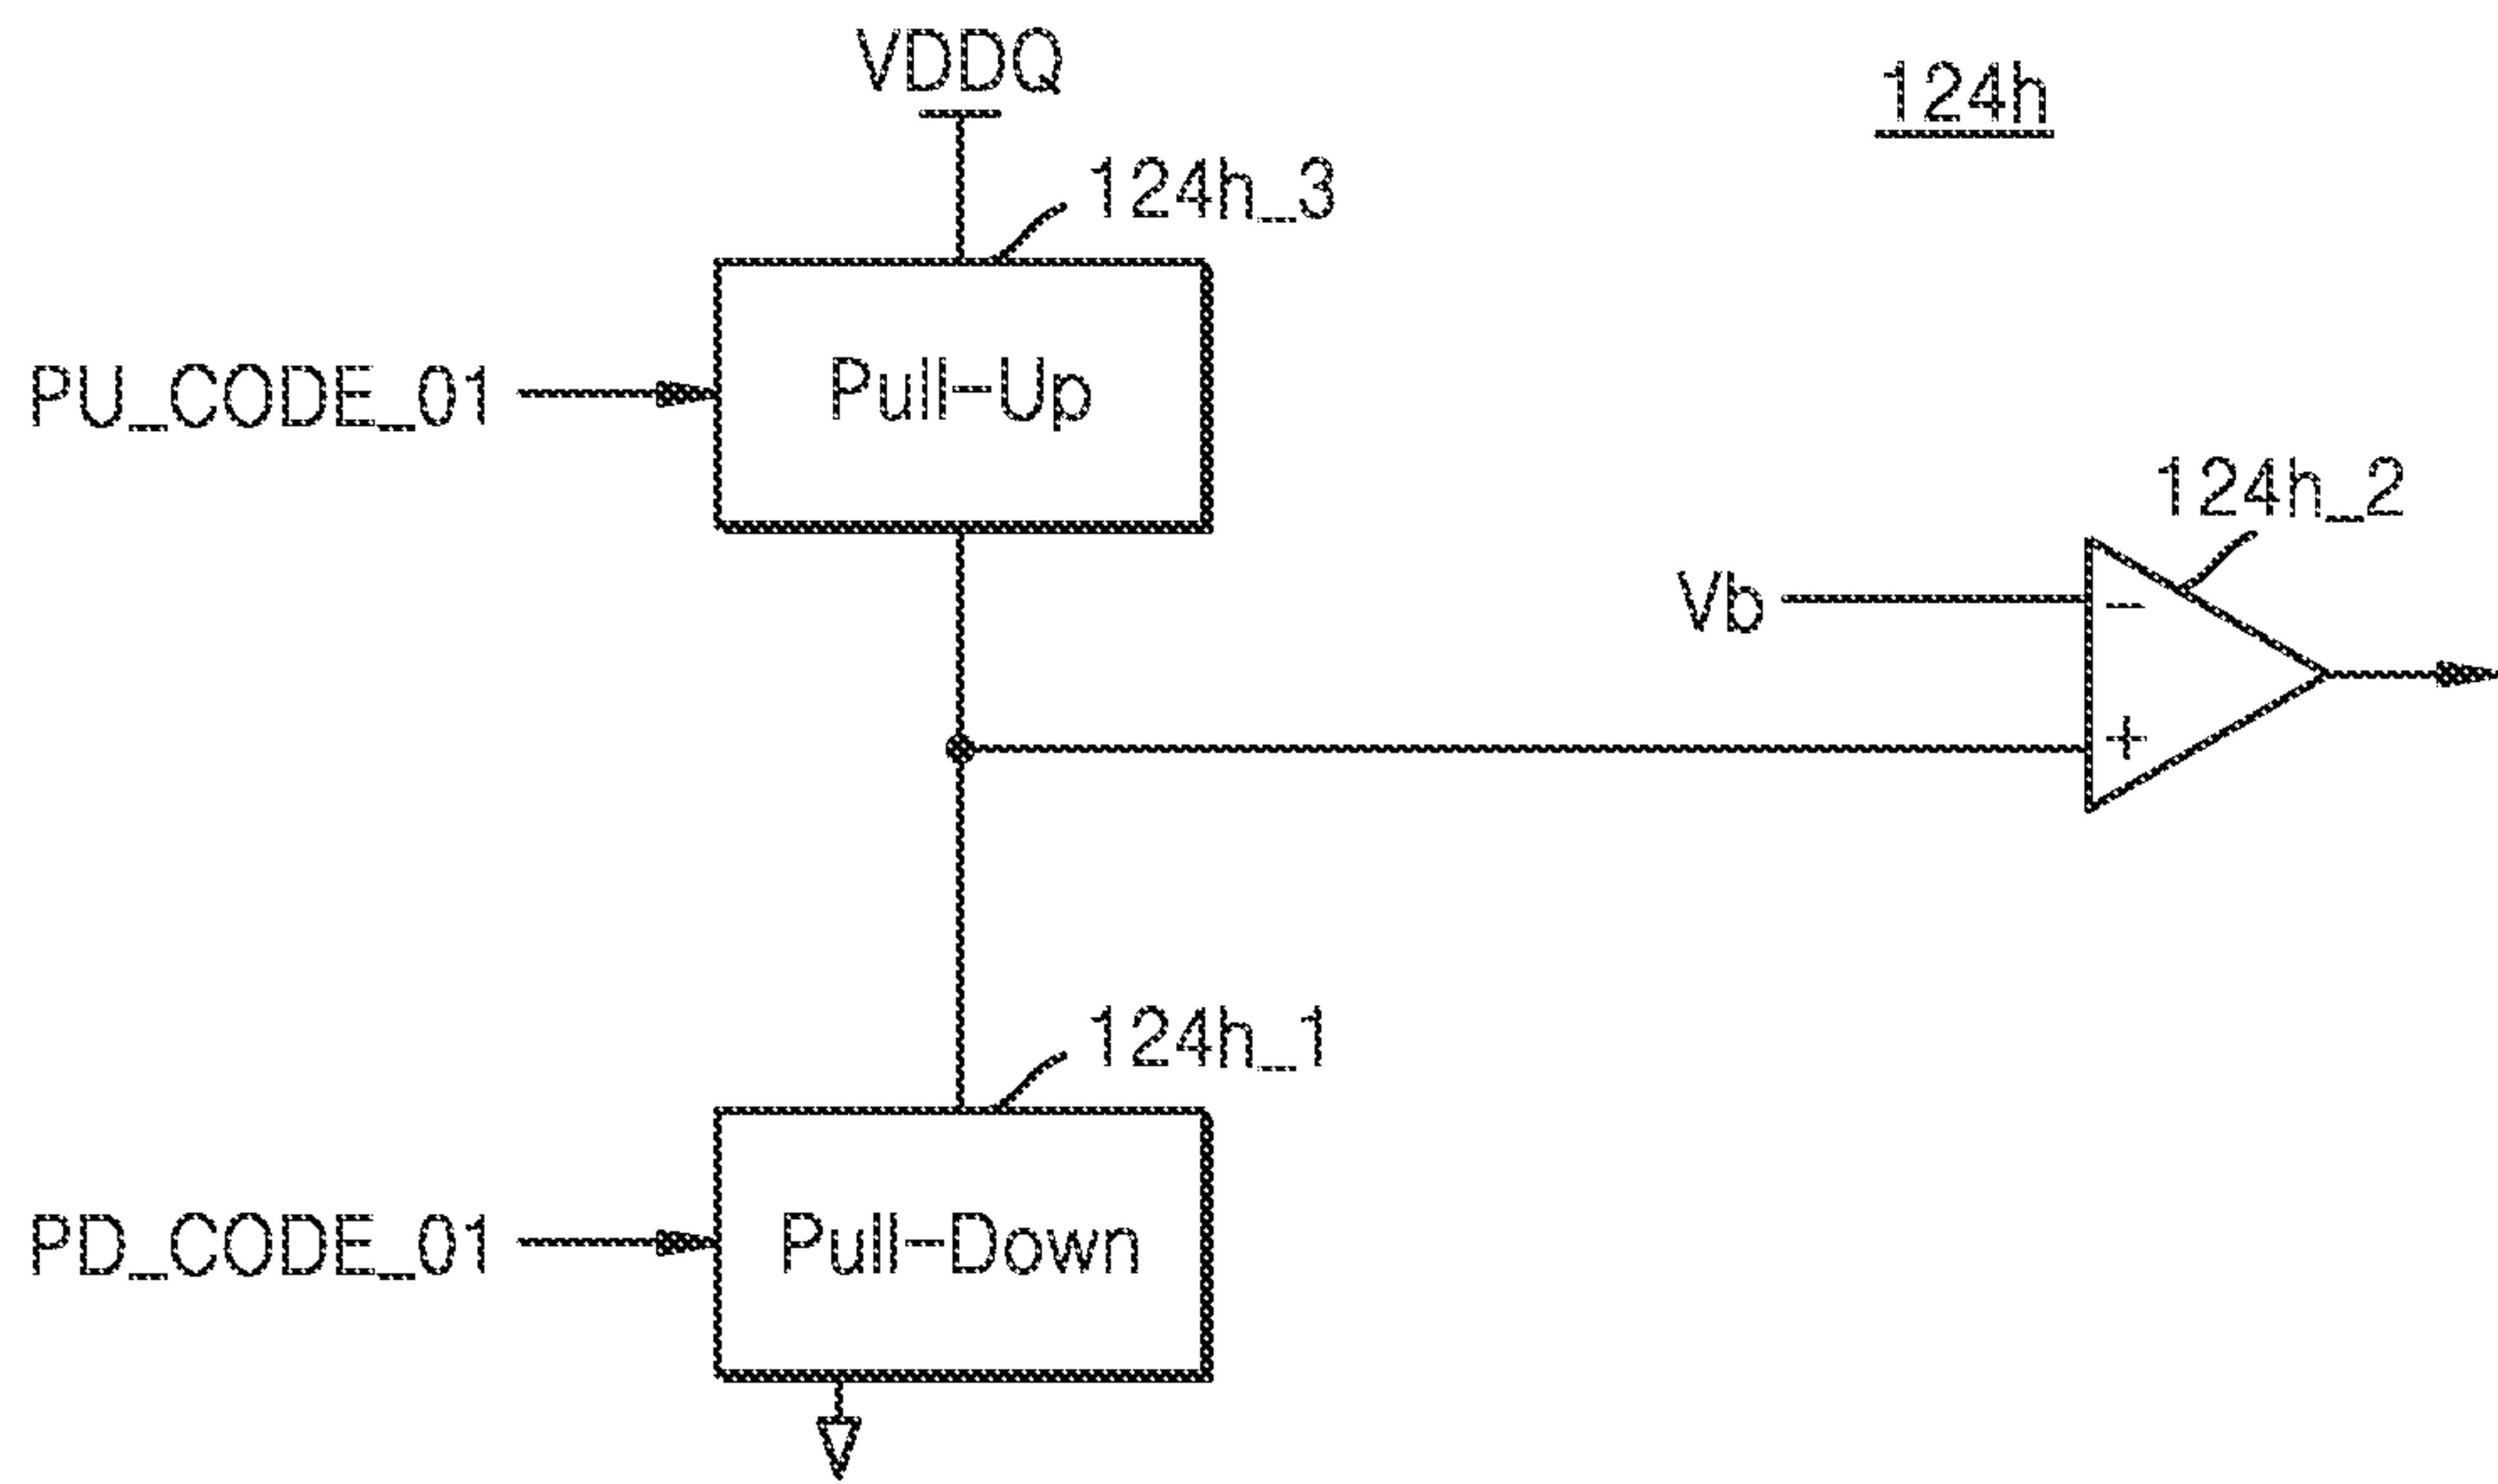 VDDQ
124h
124h_3
PU_CODE_01
Pull-Up
124h_2
Vb
-
+
124h_1
PD_CODE_01
Pull-Down